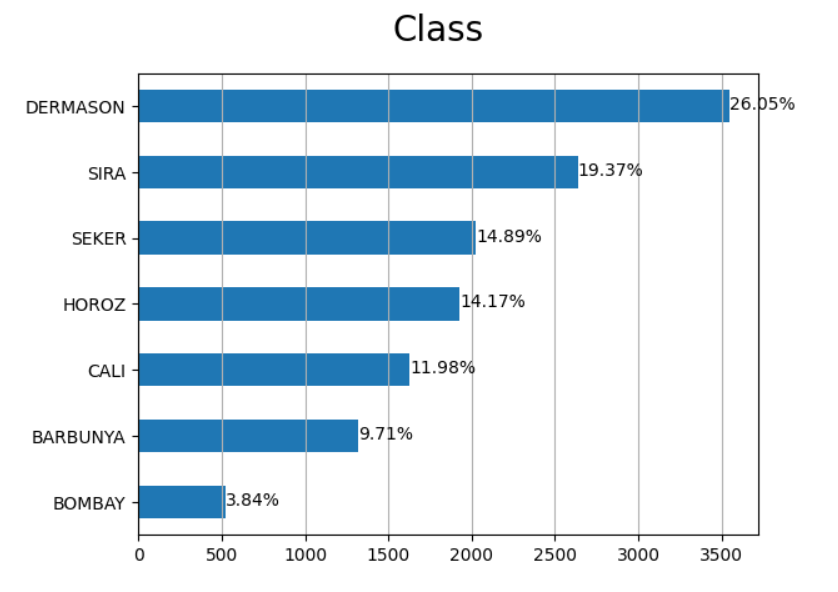 Class
DERMASON 26.05%
SIRA 19.37%
SEKER 14.89%
HOROZ 14.17%
CALI 11.98%
BARBUNYA 9.71%
BOMBAY 3.84%
0 500 1000 1500 2000 2500 3000 3500